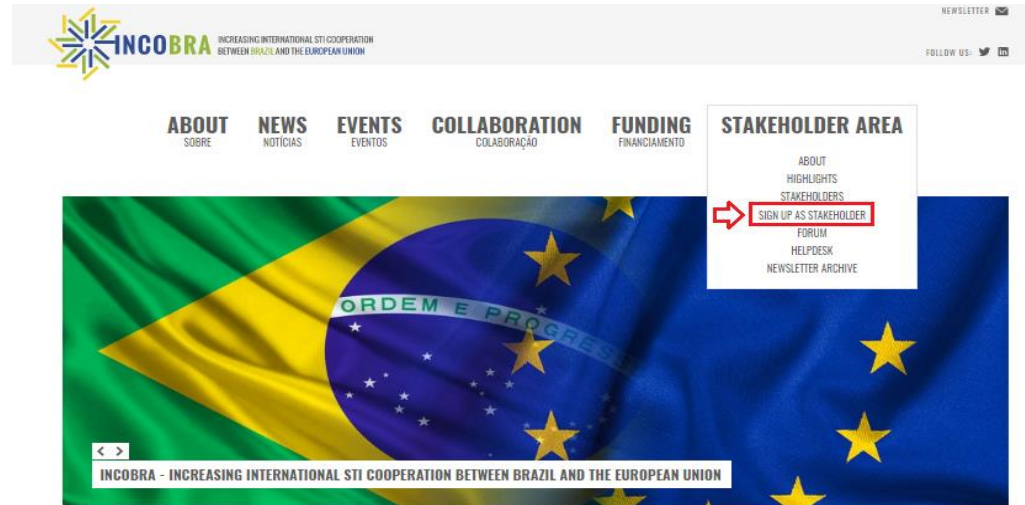 NEWSLETTER
INCOBRA
INCREASING INTERNATIONAL STI COOPERATION
BETWEEN BRAZIL AND THE EUROPEAN UNION
FOLLOW US:
ABOUT NEWS EVENTS COLLABORATION FUNDING STAKEHOLDER AREA
SOBRE NOTÍCIAS EVENTOS COLABORAÇÃO FINANCIAMENTO
ABOUT
HIGHLIGHTS
STAKEHOLDERS
SIGN UP AS STAKEHOLDER
FORUM
HELPDESK
NEWSLETTER ARCHIVE
ORDEM E PROGRESS
INCOBRA - INCREASING INTERNATIONAL STI COOPERATION BETWEEN BRAZIL AND THE EUROPEAN UNION